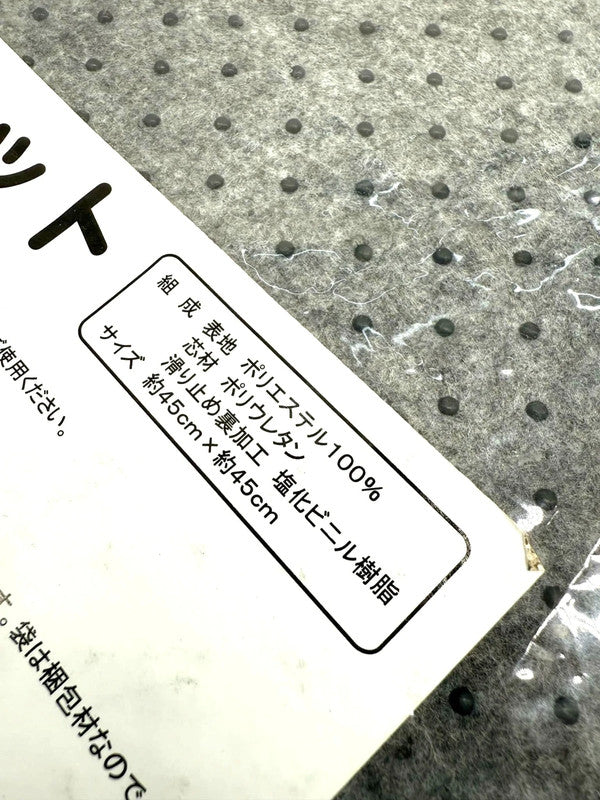 ット
組成 表地 ポリエステル100%
芯材 ポリウレタン
滑り止め裏加工 塩化ビニル樹脂
サイズ 約45cm×約45cm
ご使用ください。
す。袋は梱包材なので